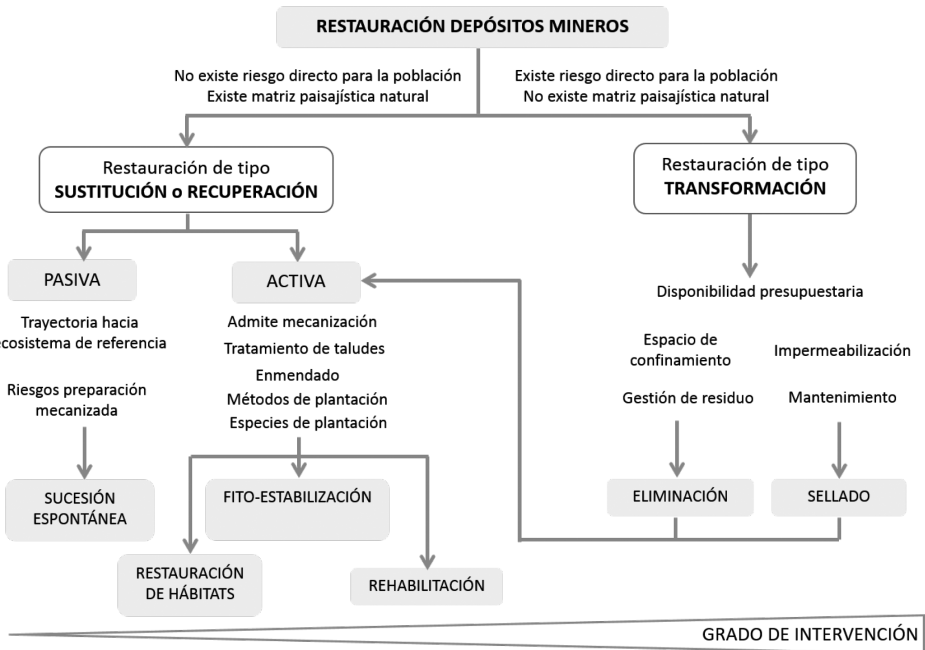 RESTAURACIÓN DEPÓSITOS MINEROS
No existe riesgo directo para la población
Existe matriz paisajística natural
Existe riesgo directo para la población
No existe matriz paisajística natural
Restauración de tipo
SUSTITUCIÓN o RECUPERACIÓN
Restauración de tipo
TRANSFORMACIÓN
PASIVA
ACTIVA
Trayectoria hacia
ecosistema de referencia
Riesgos preparación
mecanizada
Admite mecanización
Tratamiento de taludes
Enmendado
Métodos de plantación
Especies de plantación
Disponibilidad presupuestaria
Espacio de
confinamiento
Gestión de residuo
Impermeabilización
Mantenimiento
SUCESIÓN
ESPONTÁNEA
FITO-ESTABILIZACIÓN
ELIMINACIÓN
SELLADO
RESTAURACIÓN
DE HÁBITATS
REHABILITACIÓN
GRADO DE INTERVENCIÓN